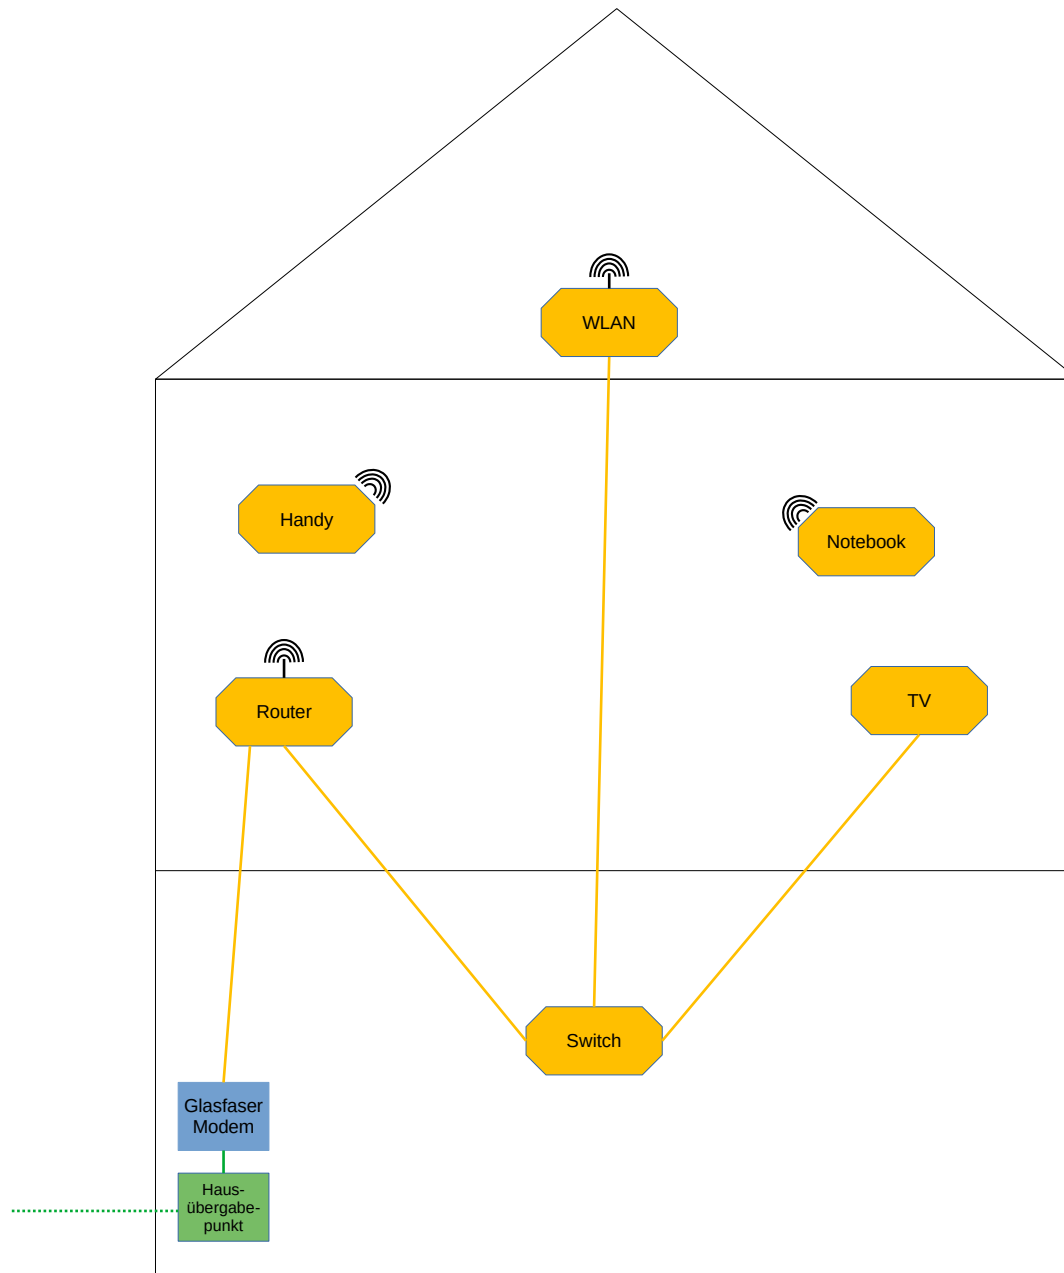 WLAN
Handy
Notebook
Router
TV
Switch
Glasfaser
Modem
Haus-
übergabe-
punkt